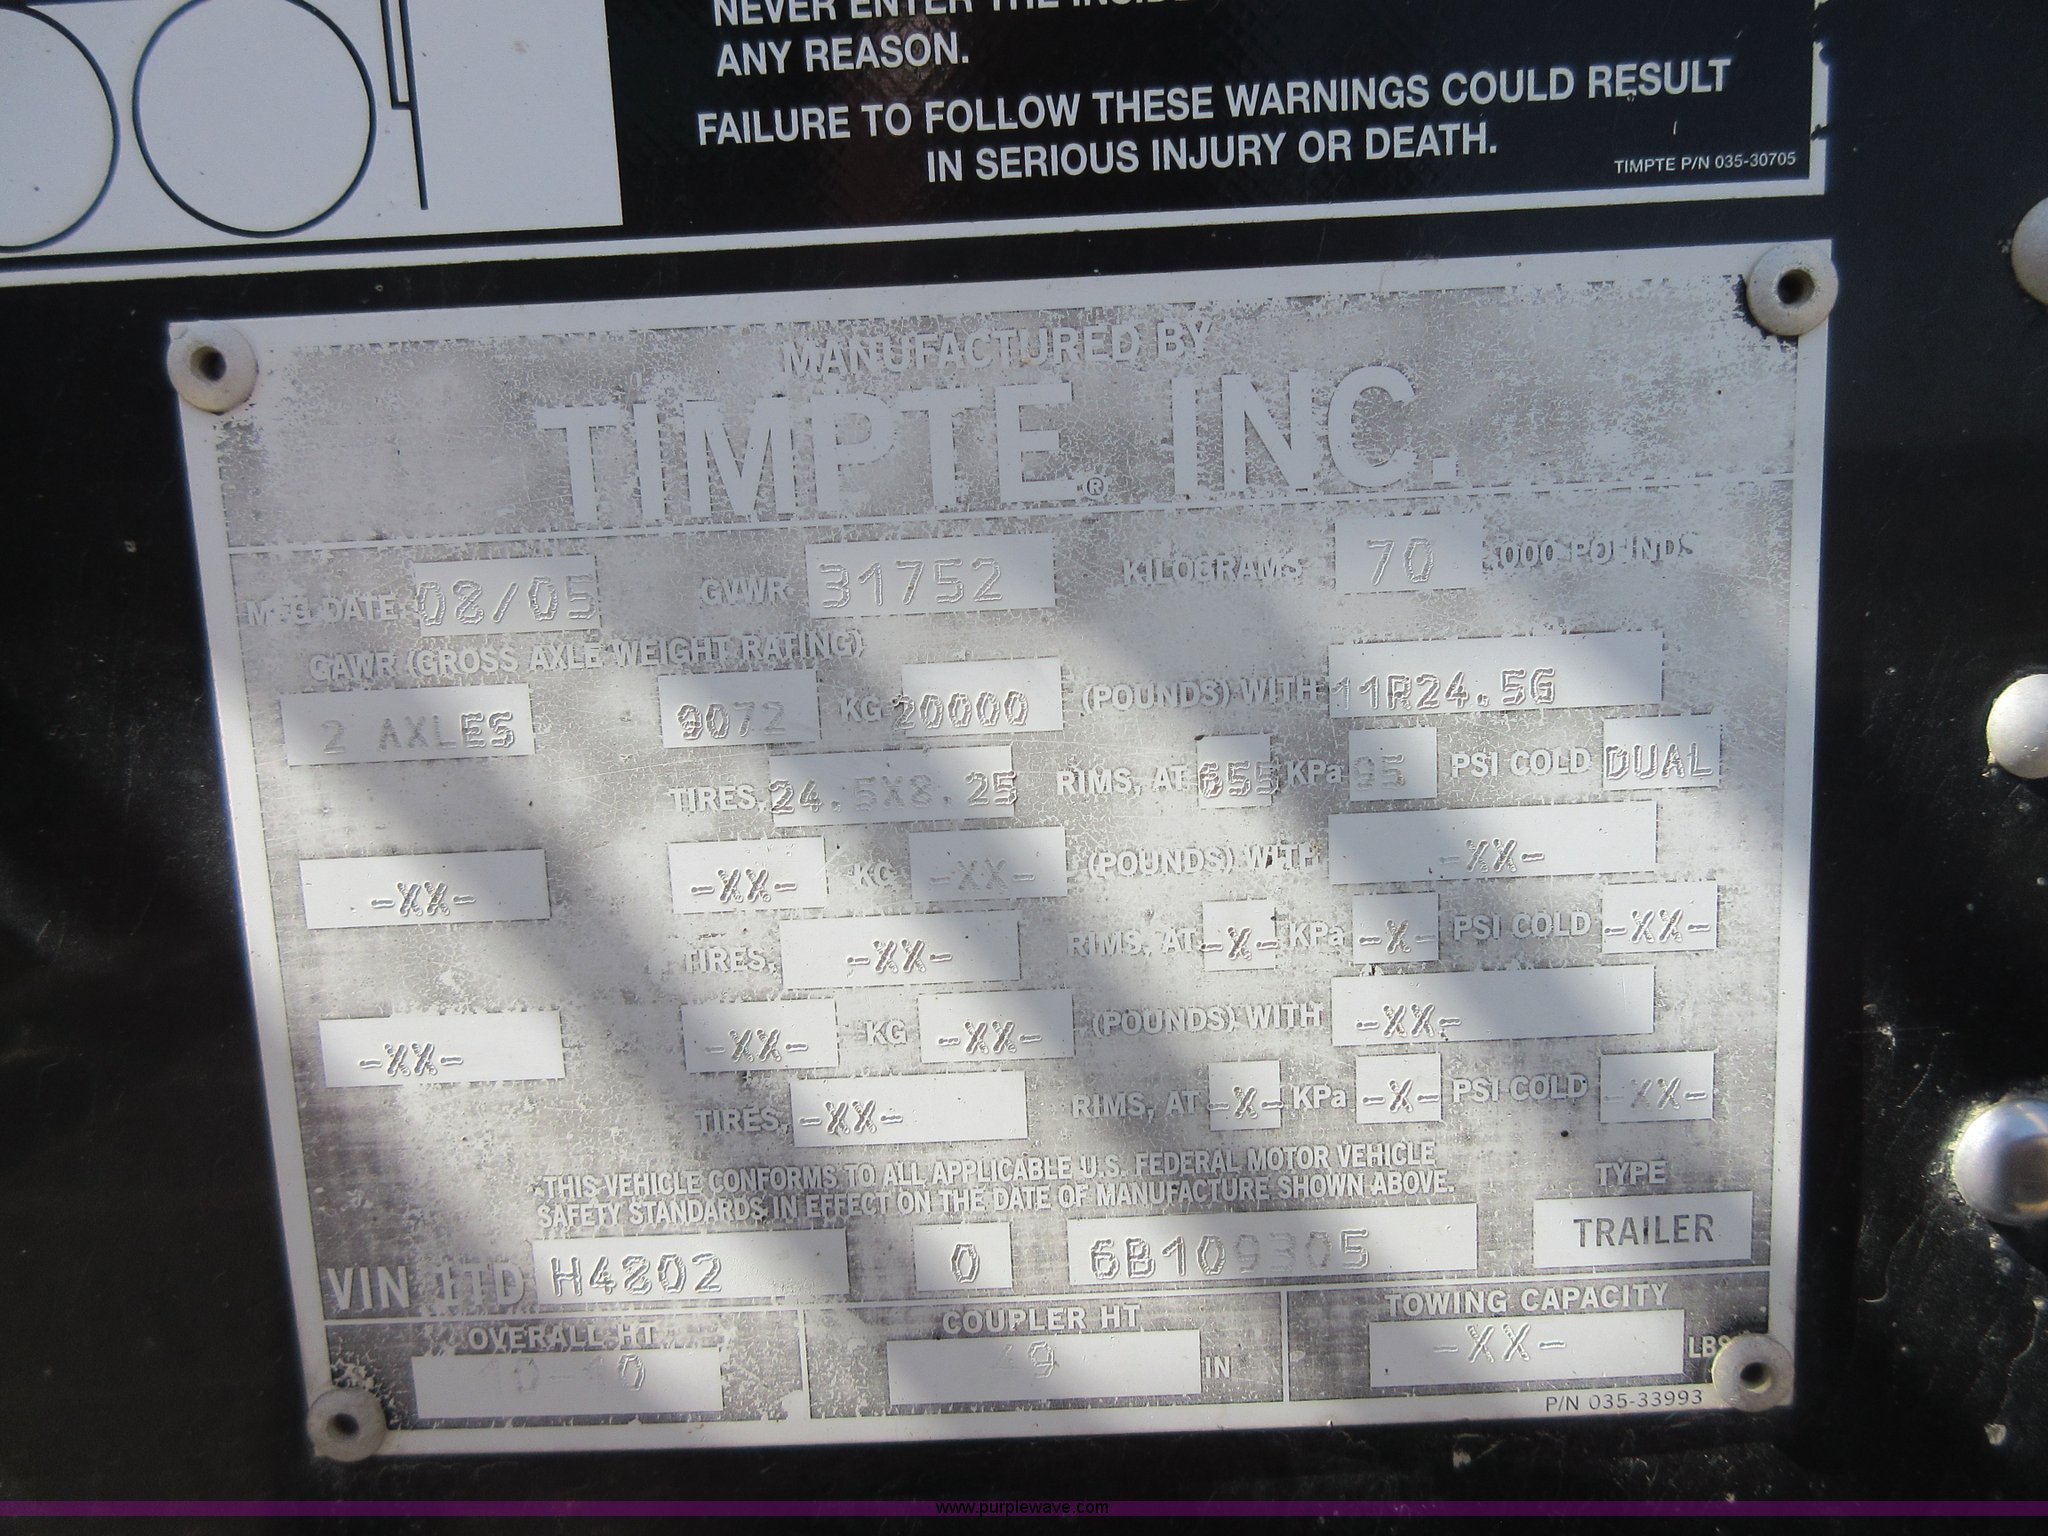 NEVER ENTER THE
ANY REASON.
FAILURE TO FOLLOW THESE WARNINGS COULD RESULT
IN SERIOUS INJURY OR DEATH.
TIMPTE P/N 035-30705
MANUFACTURED BY
TIMPTE® INC.
MFG. DATE 08/05 GVWR 31752 KILOGRAMS 70 ,000 POUNDS
GAWR (GROSS AXLE WEIGHT RATING)
2 AXLES 9072 KG 20000 (POUNDS) WITH 11R24.5G
TIRES, 24.5X8.25 RIMS, AT 655 KPa 95 PSI COLD DUAL
-XX- -XX- KG -XX- (POUNDS) WITH -XX-
TIRES, -XX- RIMS, AT -X- KPa -X- PSI COLD -XX-
-XX- -XX- KG -XX- (POUNDS) WITH -XX-
TIRES, -XX- RIMS, AT -X- KPa -X- PSI COLD -XX-
THIS VEHICLE CONFORMS TO ALL APPLICABLE U.S. FEDERAL MOTOR VEHICLE
SAFETY STANDARDS IN EFFECT ON THE DATE OF MANUFACTURE SHOWN ABOVE.
TYPE
VIN 1TD H4802 0 6B109305 TRAILER
OVERALL HT COUPLER HT TOWING CAPACITY
10-10 49 IN -XX- LBS
P/N 035-33993
www.purplewave.com